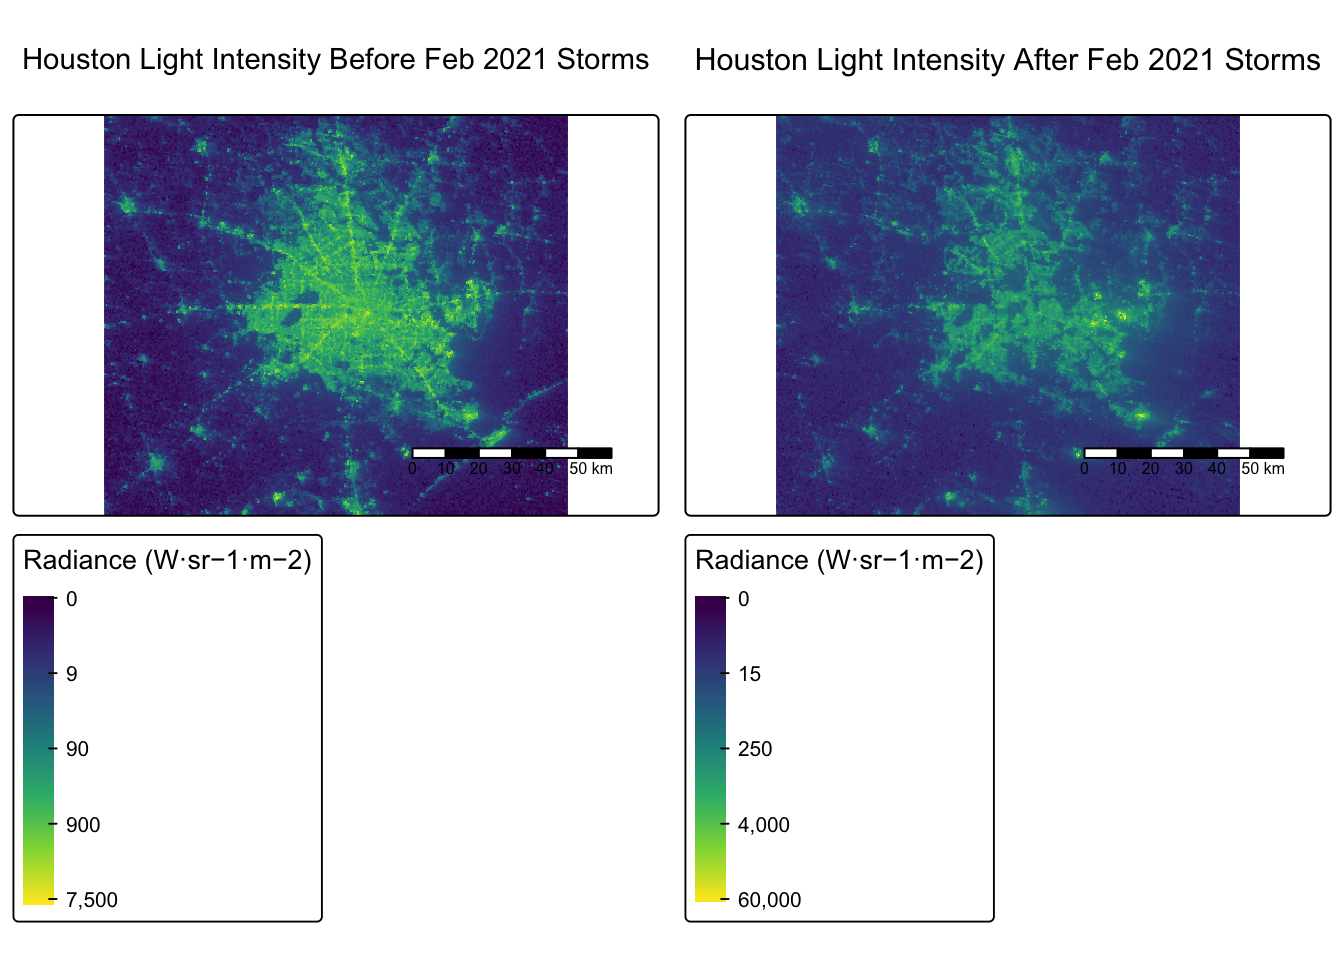 Houston Light Intensity Before Feb 2021 Storms
0 10 20 30 40 50 km
Radiance (W·sr−1·m−2)
0
9
90
900
7,500
Houston Light Intensity After Feb 2021 Storms
0 10 20 30 40 50 km
Radiance (W·sr−1·m−2)
0
15
250
4,000
60,000